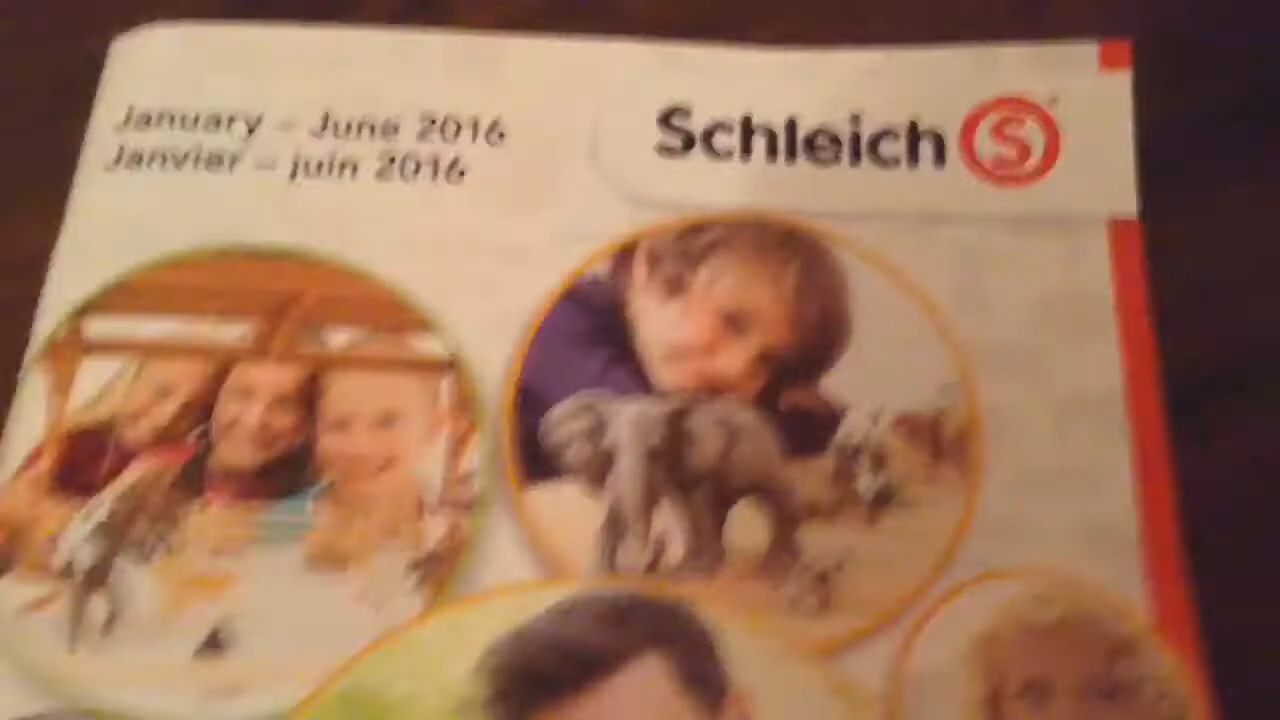 January – June 2016
Janvier – juin 2016
Schleich S